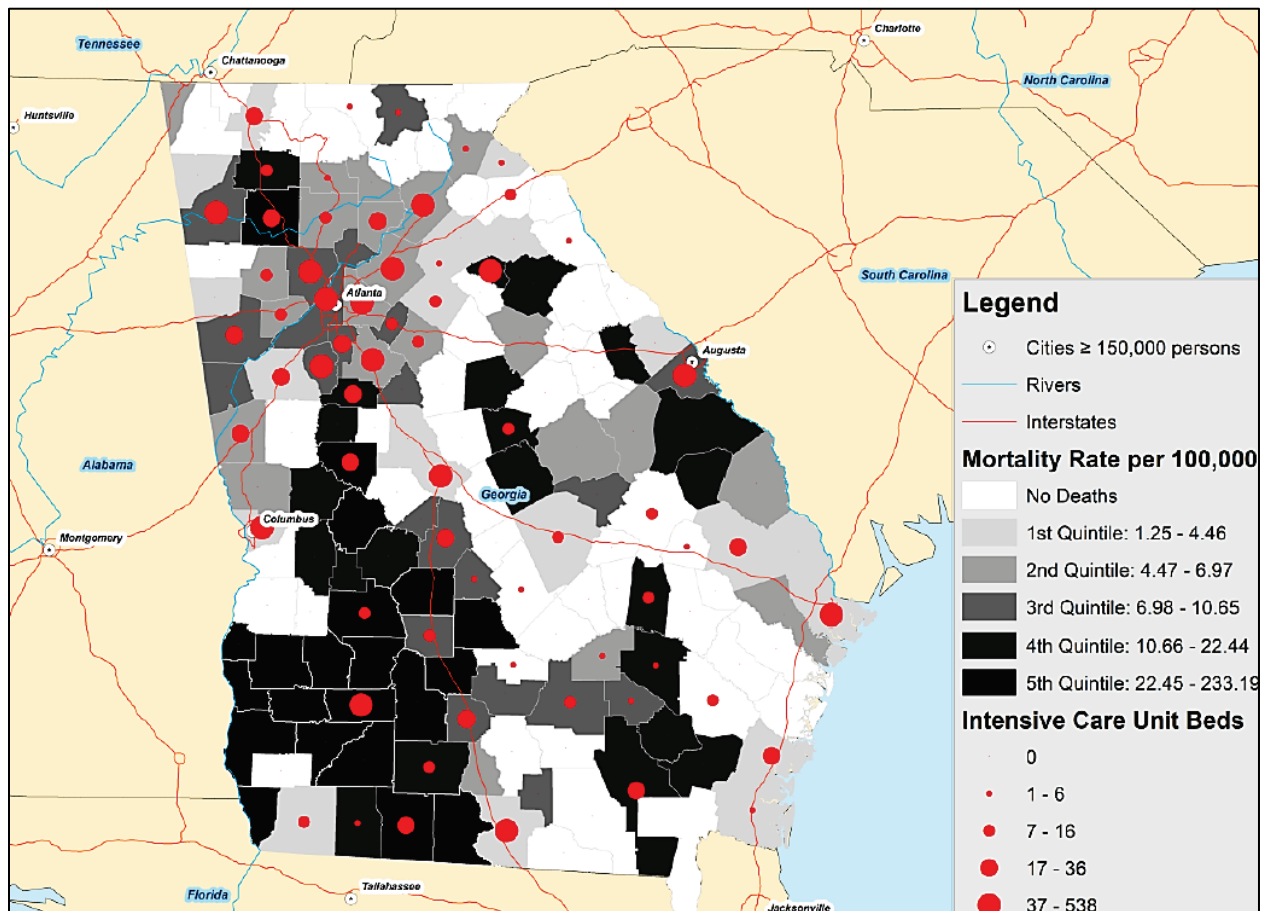 Tennessee
Chattanooga
Charlotte
North Carolina
Huntsville
South Carolina
Atlanta
Augusta
Alabama
Georgia
Columbus
Montgomery
Florida
Tallahassee
Jacksonville
Legend
Cities ≥ 150,000 persons
Rivers
Interstates
Mortality Rate per 100,000
No Deaths
1st Quintile: 1.25 - 4.46
2nd Quintile: 4.47 - 6.97
3rd Quintile: 6.98 - 10.65
4th Quintile: 10.66 - 22.44
5th Quintile: 22.45 - 233.19
Intensive Care Unit Beds
0
1 - 6
7 - 16
17 - 36
37 - 538